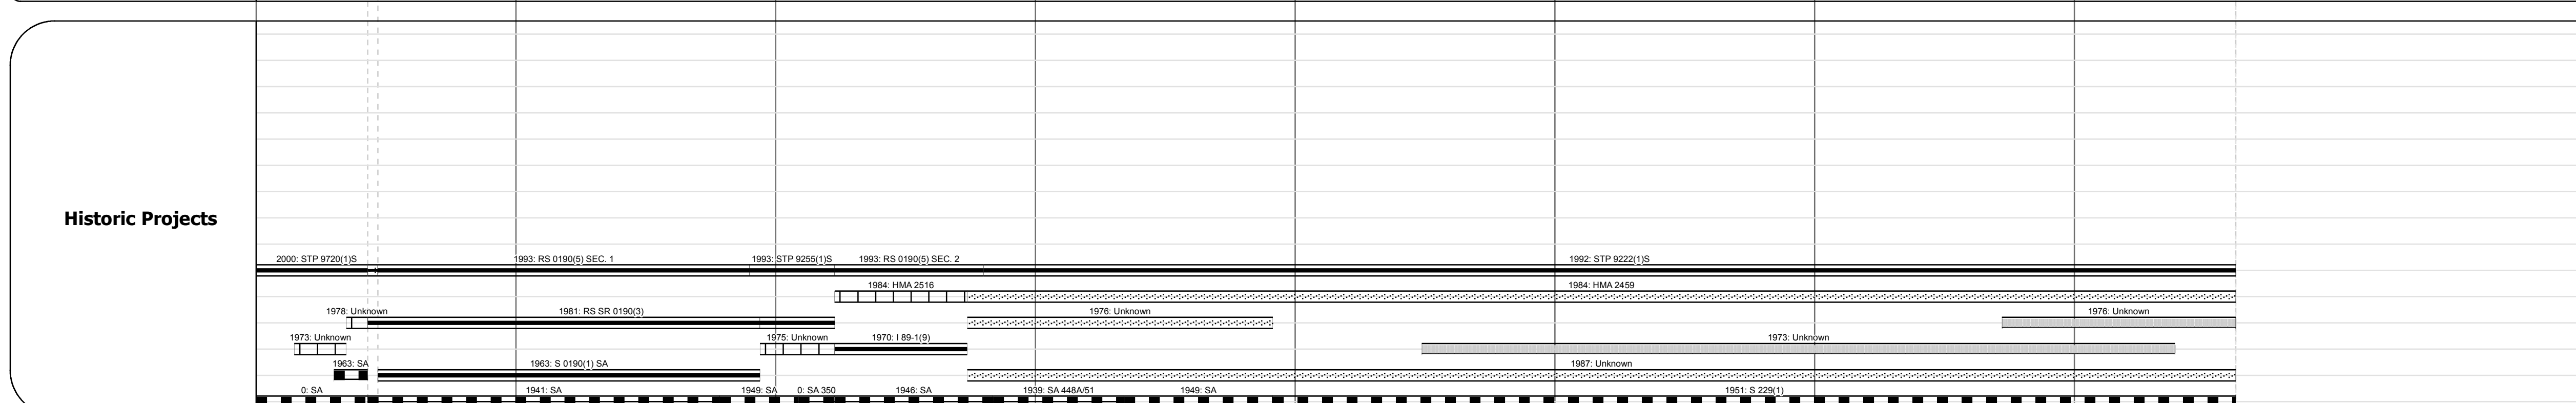 Historic Projects
2000: STP 9720(1)S
1993: RS 0190(5) SEC. 1
1993: STP 9255(1)S
1993: RS 0190(5) SEC. 2
1992: STP 9222(1)S
1984: HMA 2516
1984: HMA 2459
1978: Unknown
1981: RS SR 0190(3)
1976: Unknown
1976: Unknown
1973: Unknown
1975: Unknown
1970: I 89-1(9)
1973: Unknown
1963: SA
1963: S 0190(1) SA
1987: Unknown
0: SA
1941: SA
1949: SA
0: SA 350
1946: SA
1939: SA 448A/51
1949: SA
1951: S 229(1)